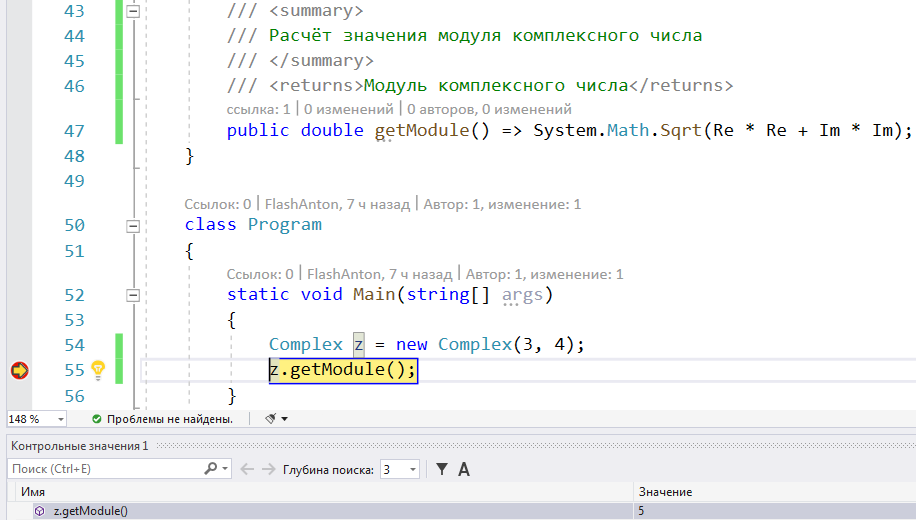 43 /// <summary>
44 /// Расчёт значения модуля комплексного числа
45 /// </summary>
46 /// <returns>Модуль комплексного числа</returns>
ссылка: 1 | 0 изменений | 0 авторов, 0 изменений
47 public double getModule() => System.Math.Sqrt(Re * Re + Im * Im);
48 }
49
Ссылок: 0 | FlashAnton, 7 ч назад | Автор: 1, изменение: 1
50 class Program
51 {
Ссылок: 0 | FlashAnton, 7 ч назад | Автор: 1, изменение: 1
52 static void Main(string[] args)
53 {
54 Complex z = new Complex(3, 4);
55 z.getModule();
56 }
148 % Проблемы не найдены.
Контрольные значения 1
Поиск (Ctrl+E) Глубина поиска: 3 A
Имя Значение
z.getModule() 5